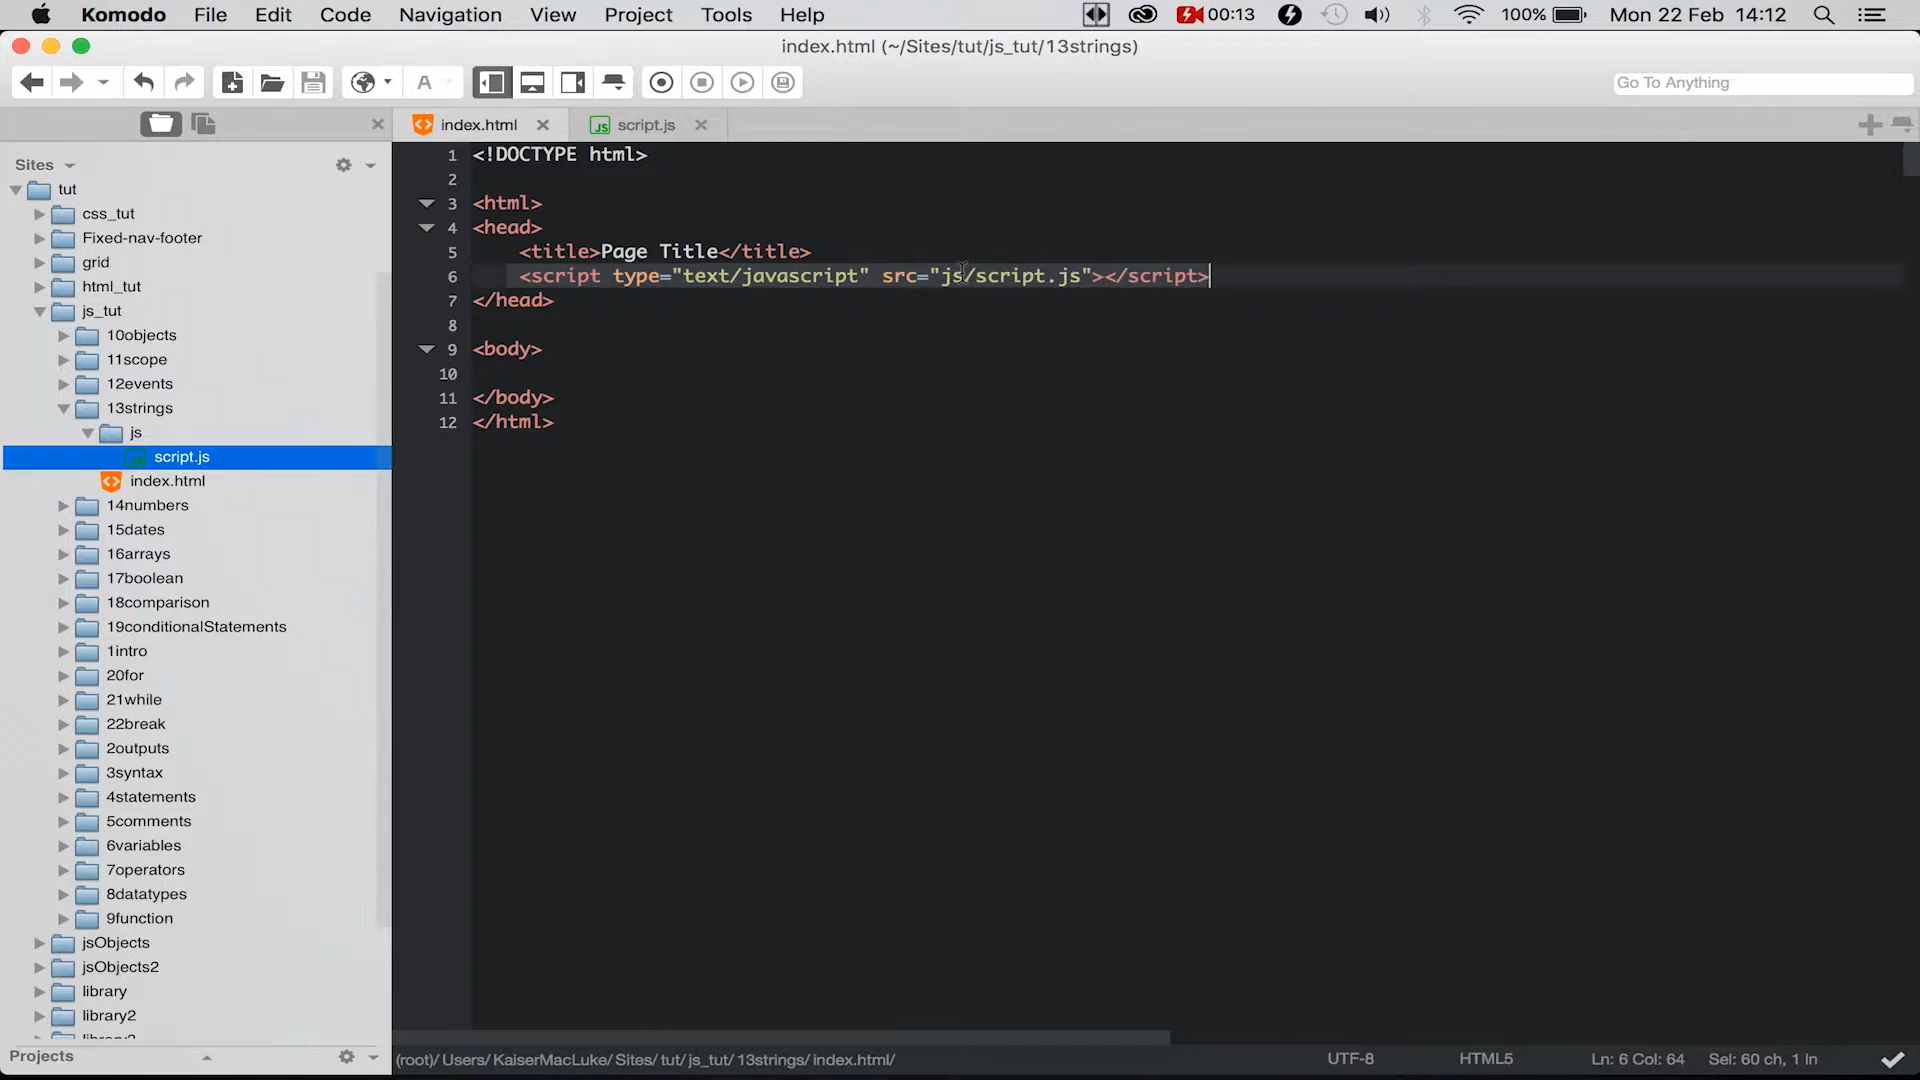 Komodo File Edit Code Navigation View Project Tools Help 00:13 100% Mon 22 Feb 14:12
index.html (~/Sites/tut/js_tut/13strings)
A Go To Anything
index.html JS script.js
Sites
tut
css_tut
Fixed-nav-footer
grid
html_tut
js_tut
10objects
11scope
12events
13strings
js
script.js
index.html
14numbers
15dates
16arrays
17boolean
18comparison
19conditionalStatements
1intro
20for
21while
22break
2outputs
3syntax
4statements
5comments
6variables
7operators
8datatypes
9function
jsObjects
jsObjects2
library
library2
Projects
1 <!DOCTYPE html>
2
3 <html>
4 <head>
5 <title>Page Title</title>
6 <script type="text/javascript" src="js/script.js"></script>
7 </head>
8
9 <body>
10
11 </body>
12 </html>
(root)/ Users/ KaiserMacLuke/ Sites/ tut/ js_tut/ 13strings/ index.html/ UTF-8 HTML5 Ln: 6 Col: 64 Sel: 60 ch, 1 ln